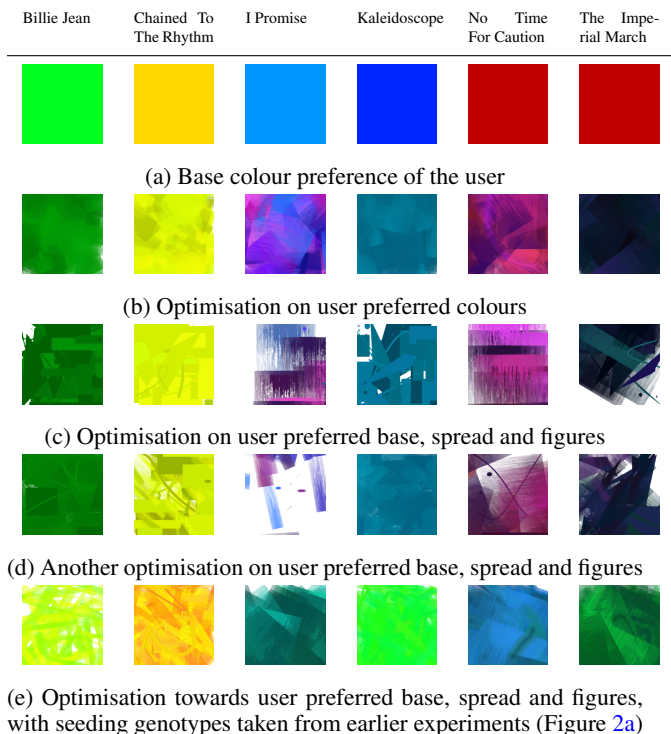 Billie Jean
Chained To The Rhythm
I Promise
Kaleidoscope
No Time For Caution
The Imperial March
(a) Base colour preference of the user
(b) Optimisation on user preferred colours
(c) Optimisation on user preferred base, spread and figures
(d) Another optimisation on user preferred base, spread and figures
(e) Optimisation towards user preferred base, spread and figures,
with seeding genotypes taken from earlier experiments (Figure 2a)